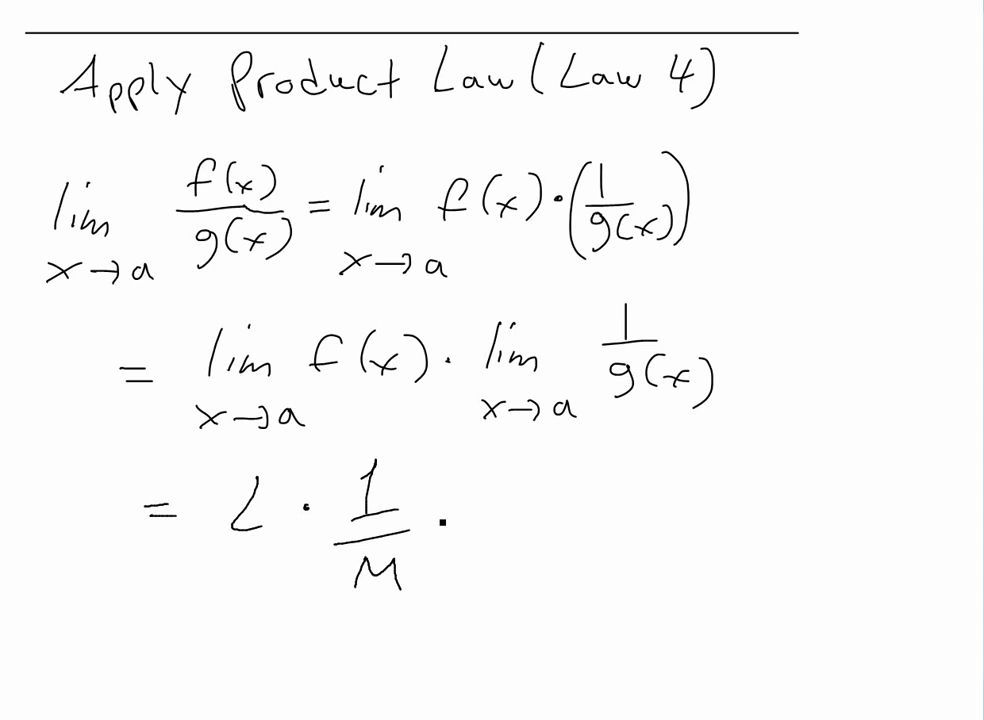 Apply Product Law (Law 4)
lim x→a f(x)/g(x) = lim x→a f(x) · (1/g(x))
= lim x→a f(x) · lim x→a 1/g(x)
= L · 1/M .